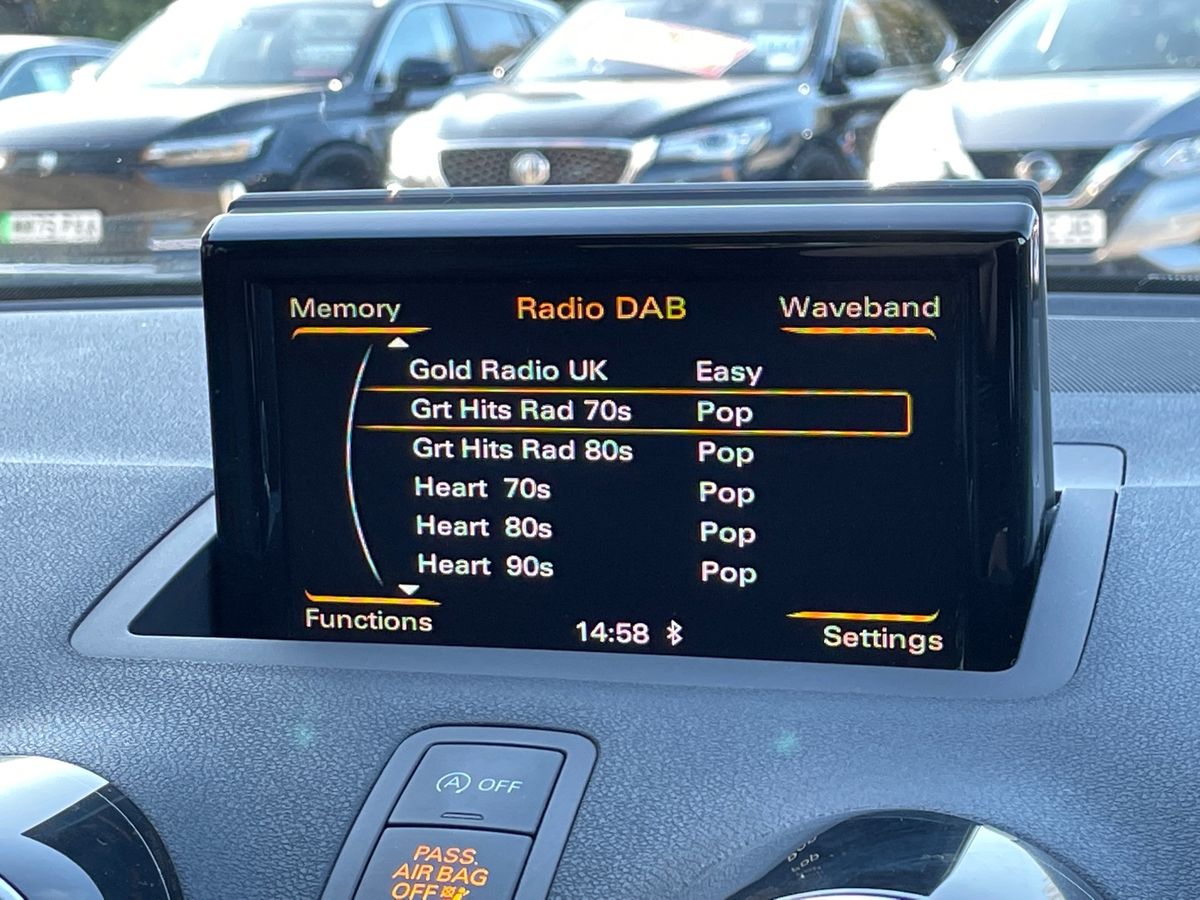 Memory Radio DAB Waveband
Gold Radio UK Easy
Grt Hits Rad 70s Pop
Grt Hits Rad 80s Pop
Heart 70s Pop
Heart 80s Pop
Heart 90s Pop
Functions 14:58 Settings
A OFF
PASS.
AIR BAG
OFF